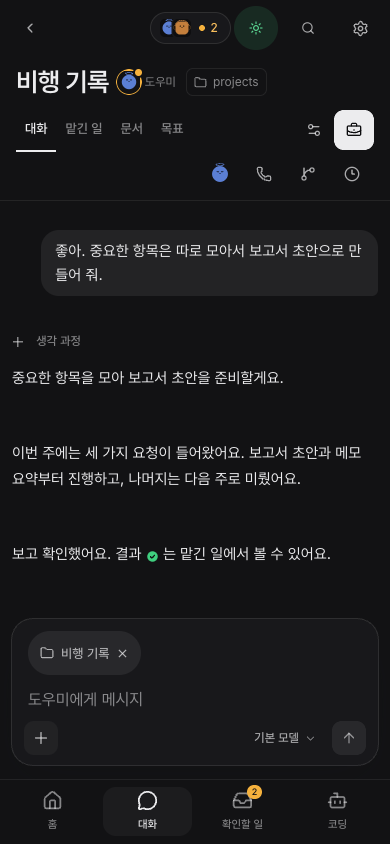 2
비행 기록
도우미
projects
대화
맡긴 일
문서
목표
좋아. 중요한 항목은 따로 모아서 보고서 초안으로 만
들어 줘.
생각 과정
중요한 항목을 모아 보고서 초안을 준비할게요.
이번 주에는 세 가지 요청이 들어왔어요. 보고서 초안과 메모
요약부터 진행하고, 나머지는 다음 주로 미뤘어요.
보고 확인했어요. 결과 는 맡긴 일에서 볼 수 있어요.
비행 기록
도우미에게 메시지
기본 모델
2
홈
대화
확인할 일
코딩